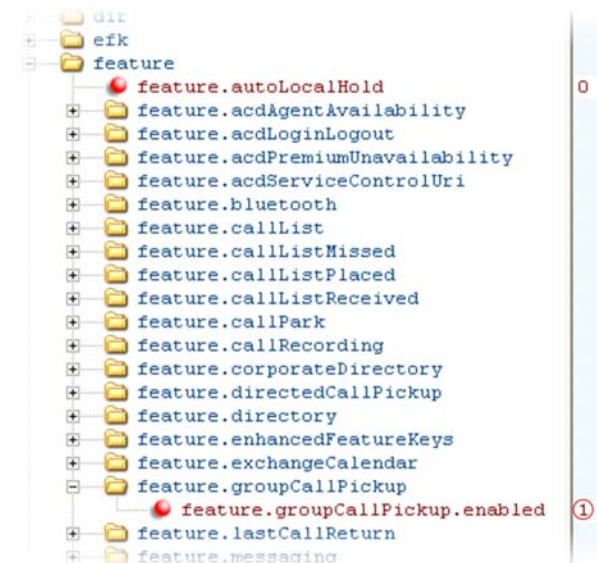 dir
efk
feature
feature.autoLocalHold 0
feature.acdAgentAvailability
feature.acdLoginLogout
feature.acdPremiumUnavailability
feature.acdServiceControlUri
feature.bluetooth
feature.callList
feature.callListMissed
feature.callListPlaced
feature.callListReceived
feature.callPark
feature.callRecording
feature.corporateDirectory
feature.directedCallPickup
feature.directory
feature.enhancedFeatureKeys
feature.exchangeCalendar
feature.groupCallPickup
feature.groupCallPickup.enabled 1
feature.lastCallReturn
feature.messaging